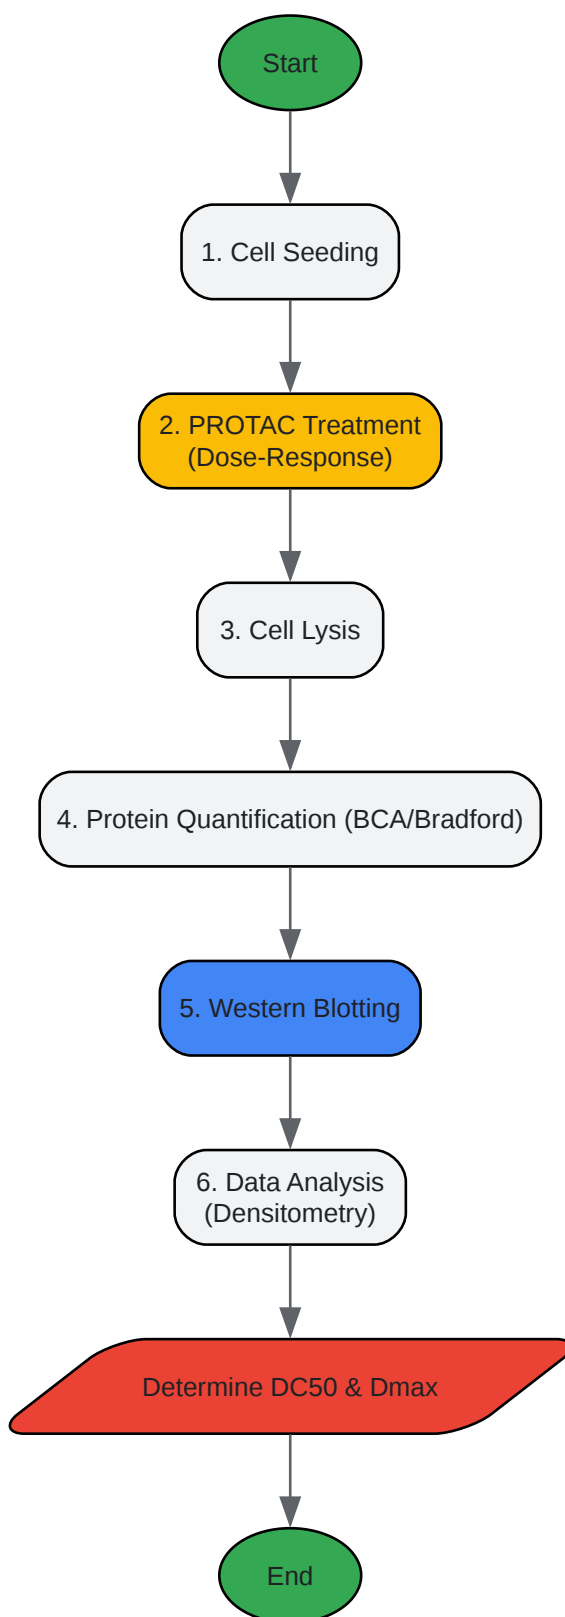 Start
1. Cell Seeding
2. PROTAC Treatment
(Dose-Response)
3. Cell Lysis
4. Protein Quantification (BCA/Bradford)
5. Western Blotting
6. Data Analysis
(Densitometry)
Determine DC50 & Dmax
End